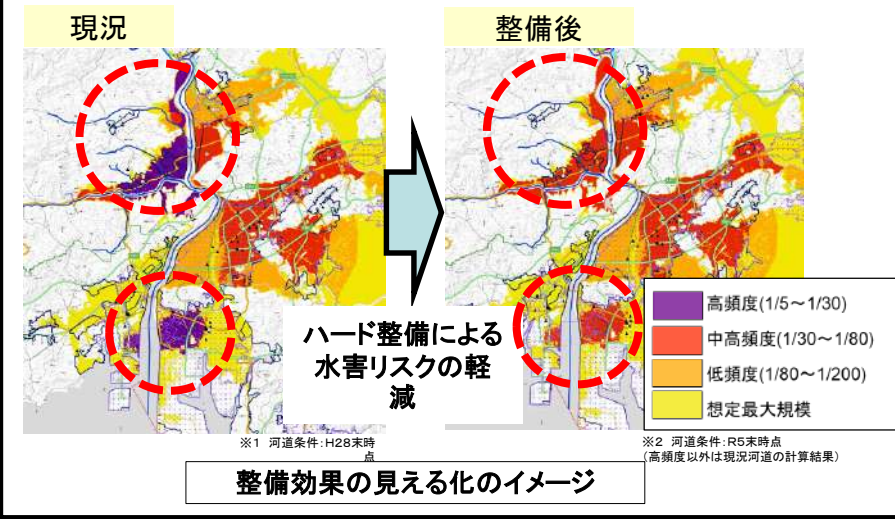 現況
整備後
ハード整備による
水害リスクの軽
減
高頻度(1/5～1/30)
中高頻度(1/30～1/80)
低頻度(1/80～1/200)
想定最大規模
※1 河道条件:H28末時
点
※2 河道条件:R5末時点
(高頻度以外は現況河道の計算結果)
整備効果の見える化のイメージ